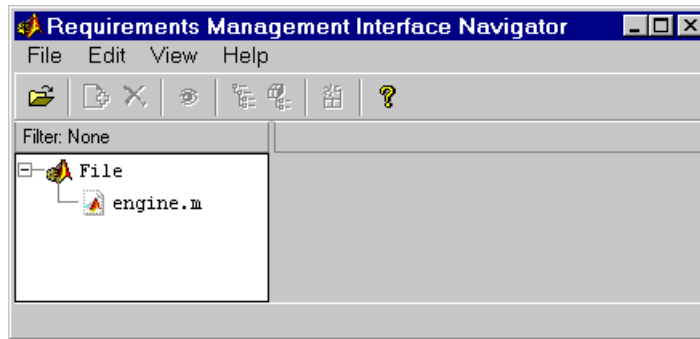 Requirements Management Interface Navigator
File Edit View Help
Filter: None
File
engine.m